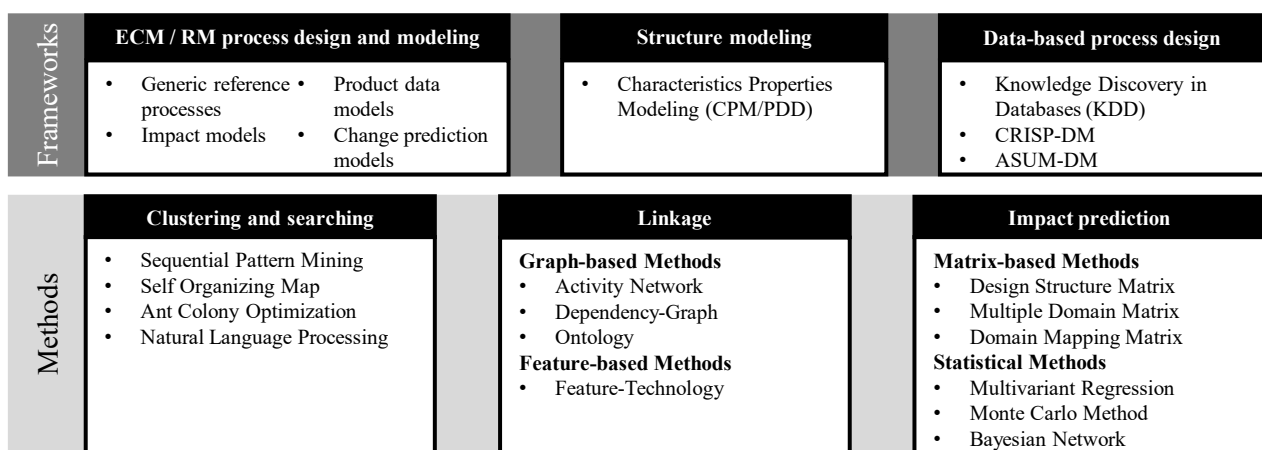 Frameworks
ECM / RM process design and modeling
• Generic reference
processes
• Impact models
• Product data
models
• Change prediction
models
Structure modeling
• Characteristics Properties
Modeling (CPM/PDD)
Data-based process design
• Knowledge Discovery in
Databases (KDD)
• CRISP-DM
• ASUM-DM
Methods
Clustering and searching
• Sequential Pattern Mining
• Self Organizing Map
• Ant Colony Optimization
• Natural Language Processing
Linkage
Graph-based Methods
• Activity Network
• Dependency-Graph
• Ontology
Feature-based Methods
• Feature-Technology
Impact prediction
Matrix-based Methods
• Design Structure Matrix
• Multiple Domain Matrix
• Domain Mapping Matrix
Statistical Methods
• Multivariant Regression
• Monte Carlo Method
• Bayesian Network